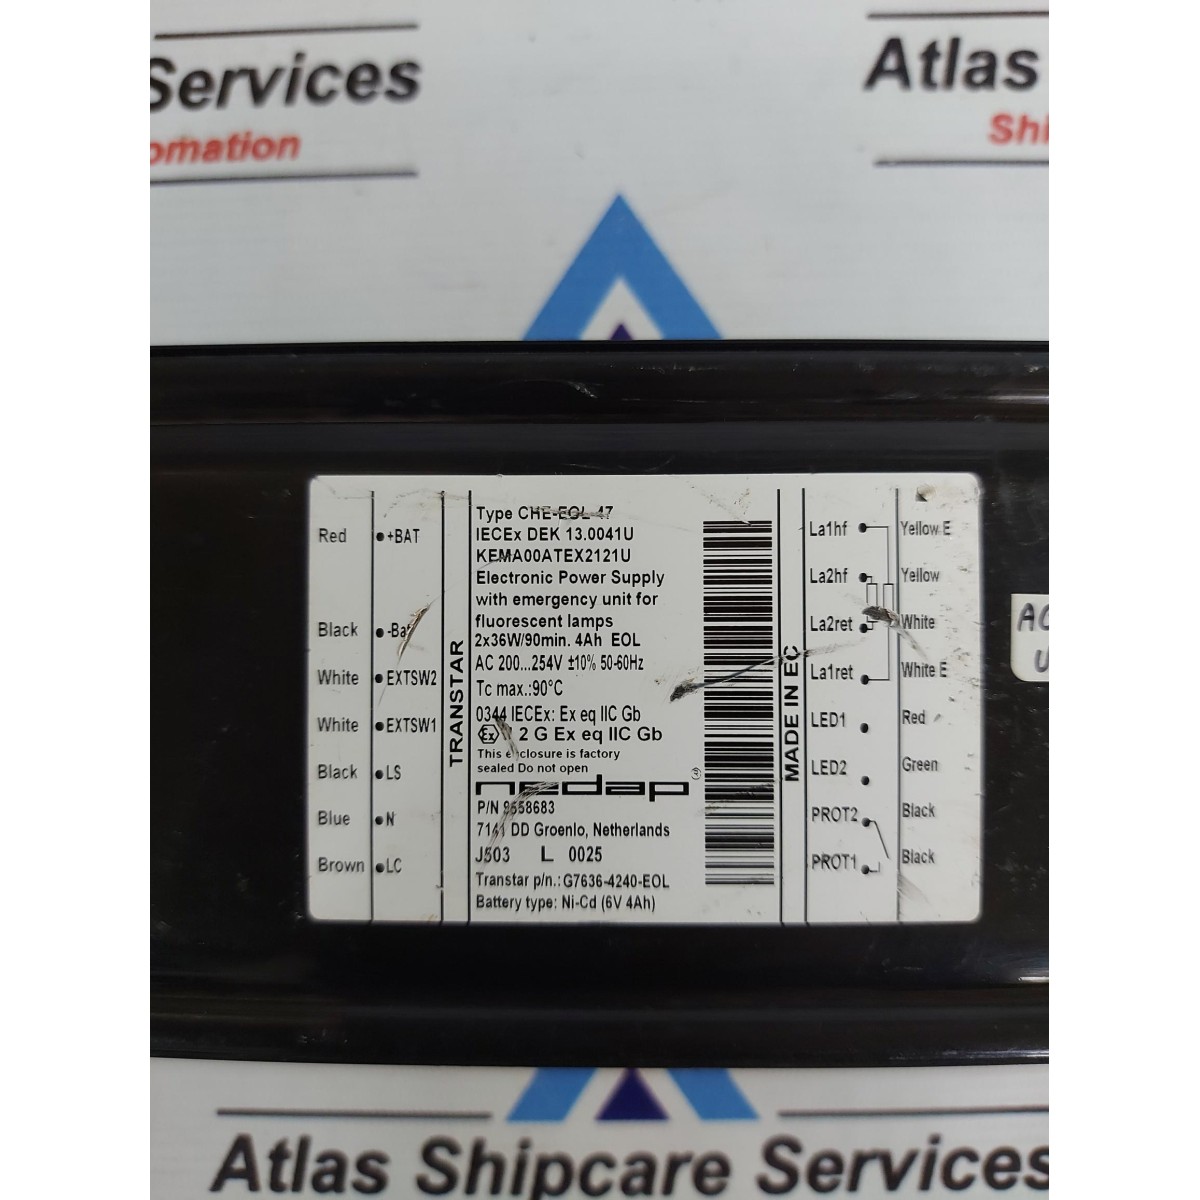 Services
omation
Atlas
Shi
Red
+BAT
Black
-Bat
White
EXTSW2
White
EXTSW1
Black
LS
Blue
N
Brown
LC
TRANSTAR
Type CHE-EOL-47
IECEx DEK 13.0041U
KEMA00ATEX2121U
Electronic Power Supply
with emergency unit for
fluorescent lamps
2x36W/90min. 4Ah EOL
AC 200...254V ±10% 50-60Hz
Tc max.:90°C
0344 IECEx: Ex eq IIC Gb
Ex 2 G Ex eq IIC Gb
This enclosure is factory
sealed Do not open
nedap
P/N 9658683
7141 DD Groenlo, Netherlands
J503 L 0025
Transtar p/n.: G7636-4240-EOL
Battery type: Ni-Cd (6V 4Ah)
MADE IN EC
La1hf
Yellow E
La2hf
Yellow
La2ret
White
La1ret
White E
LED1
Red
LED2
Green
PROT2
Black
PROT1
Black
AC
U
Atlas Shipcare Services